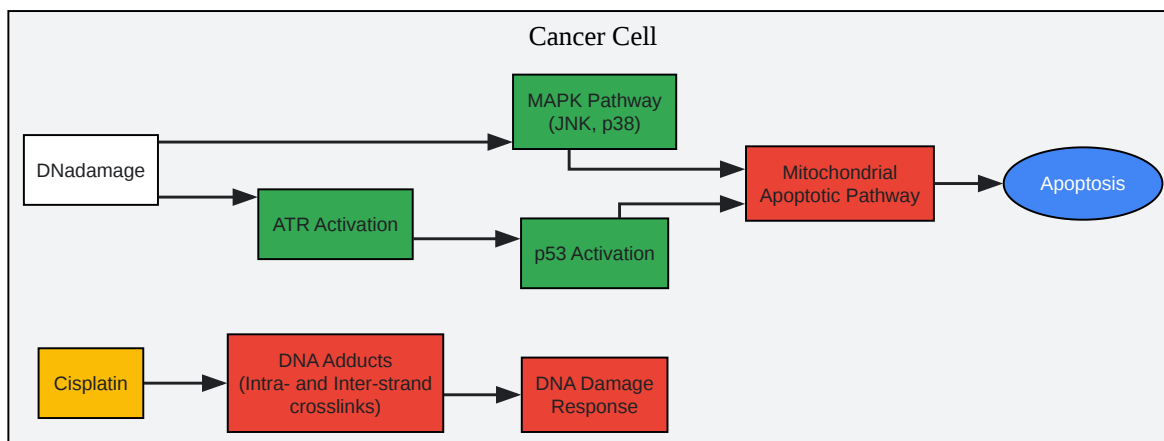 Cancer Cell
MAPK Pathway
(JNK, p38)
DNadamage
Mitochondrial
Apoptotic Pathway
Apoptosis
ATR Activation
p53 Activation
Cisplatin
DNA Adducts
(Intra- and Inter-strand
crosslinks)
DNA Damage
Response